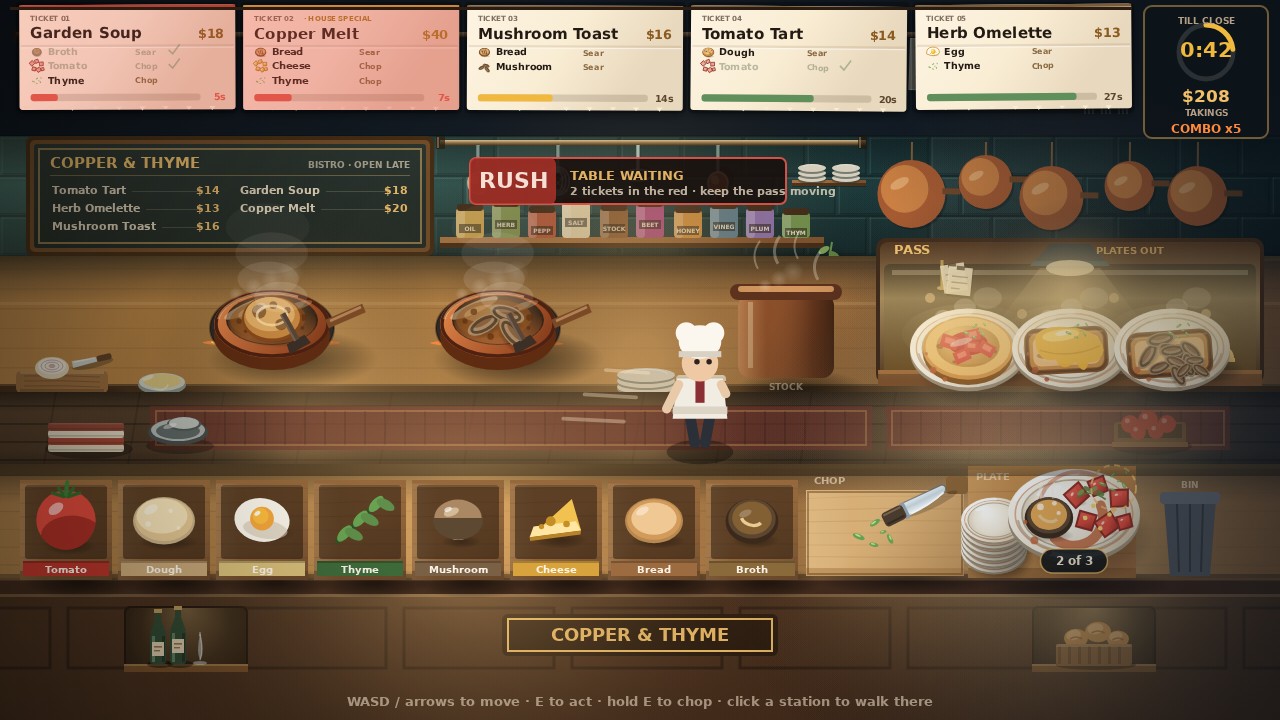 TICKET 01
Garden Soup $18
Broth Sear
Tomato Chop
Thyme Chop
5s
TICKET 02 · HOUSE SPECIAL
Copper Melt $40
Bread Sear
Cheese Chop
Thyme Chop
7s
TICKET 03
Mushroom Toast $16
Bread Sear
Mushroom Sear
14s
TICKET 04
Tomato Tart $14
Dough Sear
Tomato Chop
20s
TICKET 05
Herb Omelette $13
Egg Sear
Thyme Chop
27s
TILL CLOSE
0:42
$208
TAKINGS
COMBO x5
COPPER & THYME BISTRO · OPEN LATE
Tomato Tart $14 Garden Soup $18
Herb Omelette $13 Copper Melt $20
Mushroom Toast $16
RUSH
TABLE WAITING
2 tickets in the red · keep the pass moving
OIL HERB PEPP SALT STOCK BEET HONEY VINEG PLUM THYM
PASS PLATES OUT
STOCK
CHOP PLATE BIN
Tomato Dough Egg Thyme Mushroom Cheese Bread Broth
2 of 3
COPPER & THYME
WASD / arrows to move · E to act · hold E to chop · click a station to walk there